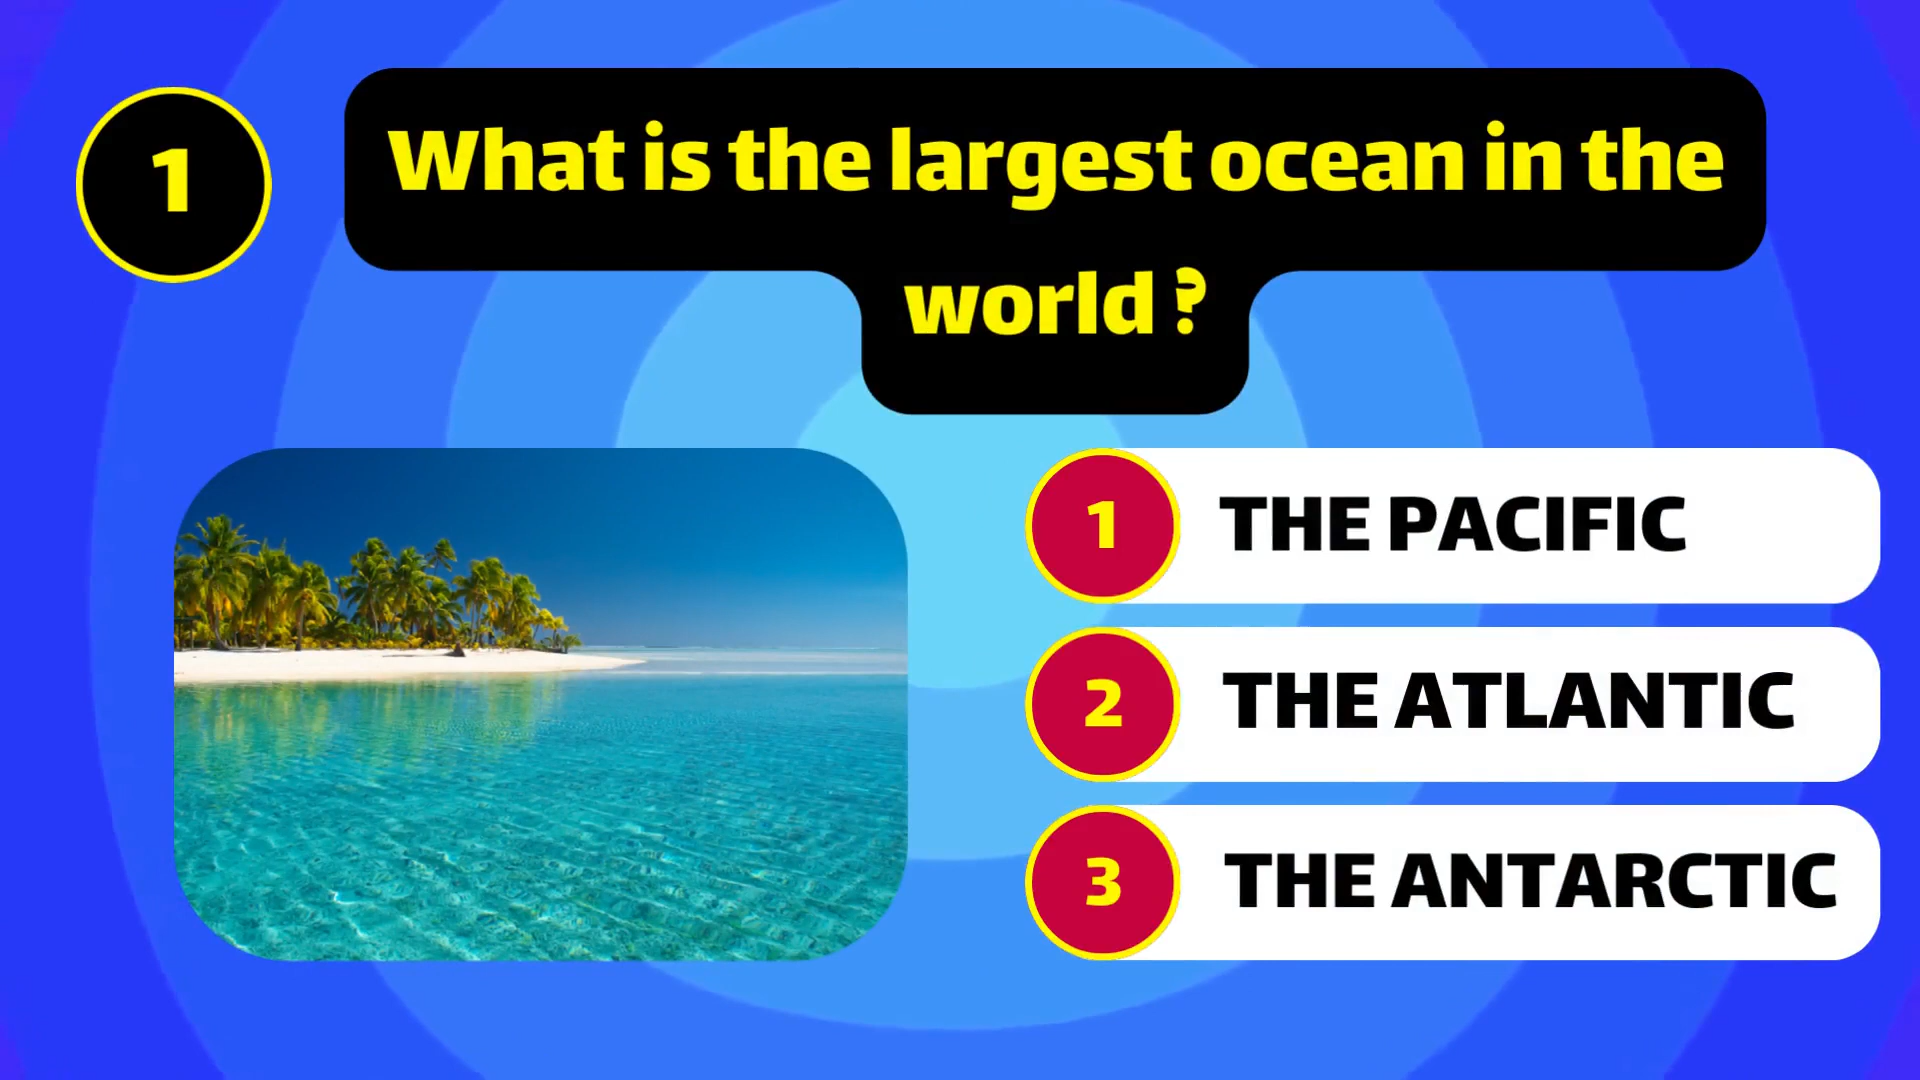 1
What is the largest ocean in the
world ?
1 THE PACIFIC
2 THE ATLANTIC
3 THE ANTARCTIC